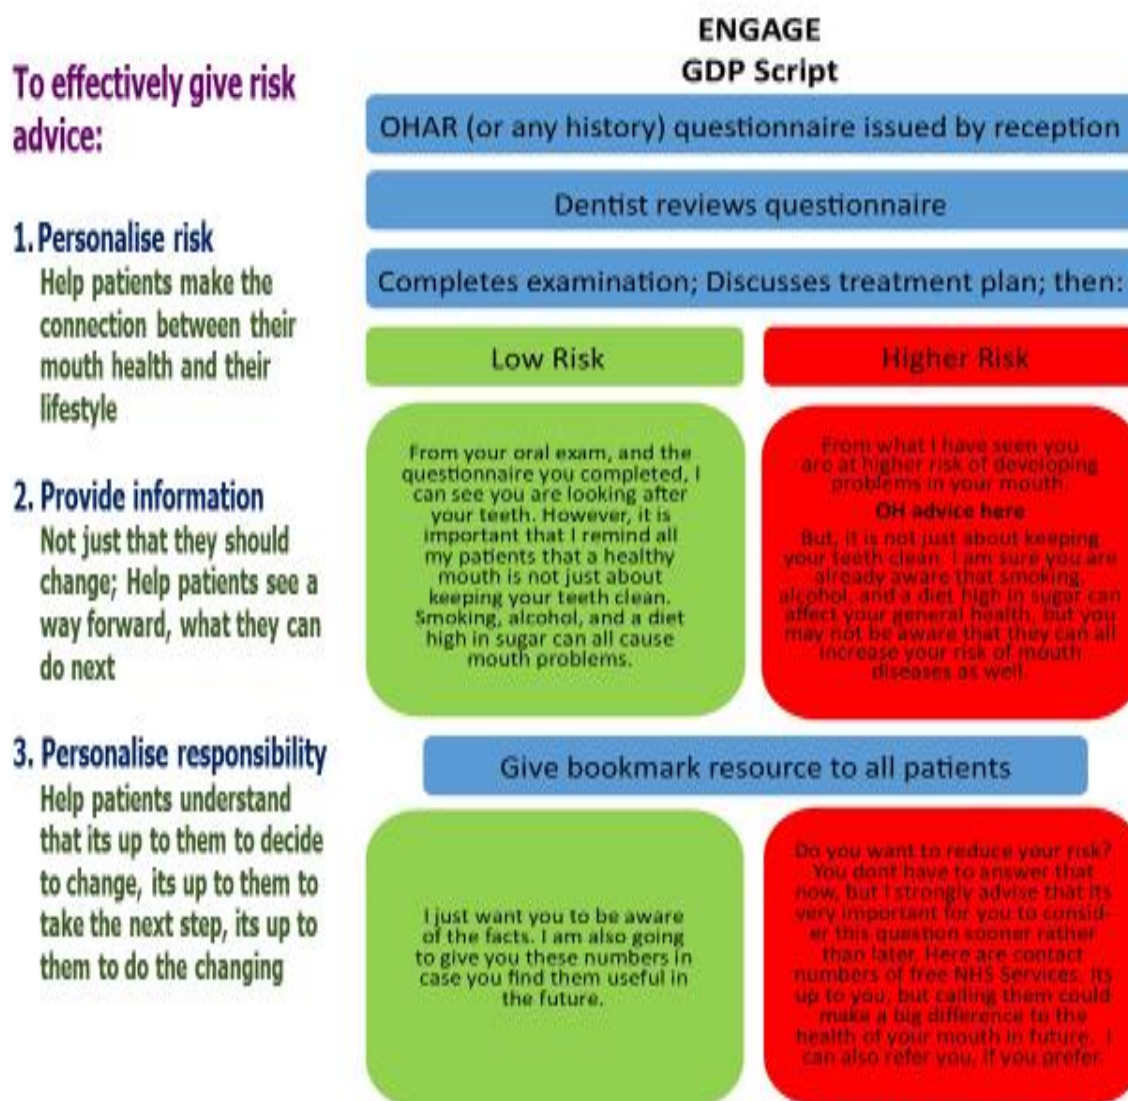 To effectively give risk
advice:
1. Personalise risk
Help patients make the
connection between their
mouth health and their
lifestyle
2. Provide information
Not just that they should
change; Help patients see a
way forward, what they can
do next
3. Personalise responsibility
Help patients understand
that its up to them to decide
to change, its up to them to
take the next step, its up to
them to do the changing
ENGAGE
GDP Script
OHAR (or any history) questionnaire issued by reception
Dentist reviews questionnaire
Completes examination; Discusses treatment plan; then:
Low Risk
Higher Risk
From your oral exam, and the
questionnaire you completed, I
can see you are looking after
your teeth. However, it is
important that I remind all
my patients that a healthy
mouth is not just about
keeping your teeth clean.
Smoking, alcohol, and a diet
high in sugar can all cause
mouth problems.
From what I have seen you
are at higher risk of developing
problems in your mouth.
OH advice here
But, it is not just about keeping
your teeth clean. I am sure you are
already aware that smoking,
alcohol, and a diet high in sugar can
affect your general health, but you
may not be aware that they can all
increase your risk of mouth
diseases as well.
Give bookmark resource to all patients
I just want you to be aware
of the facts. I am also going
to give you these numbers in
case you find them useful in
the future.
Do you want to reduce your risk?
You dont have to answer that
now, but I strongly advise that its
very important for you to consid-
er this question sooner rather
than later. Here are contact
numbers of free NHS Services. Its
up to you, but calling them could
make a big difference to the
health of your mouth in future. I
can also refer you, if you prefer.